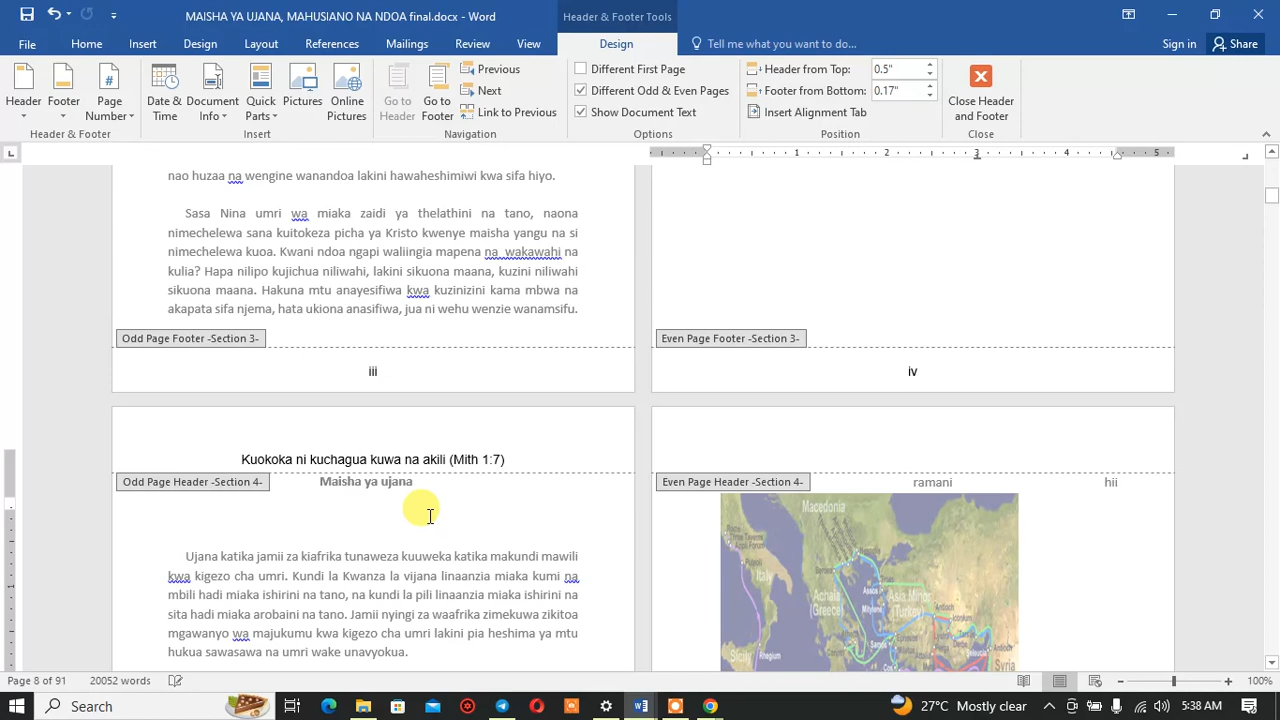 MAISHA YA UJANA, MAHUSIANO NA NDOA final.docx - Word
Header & Footer Tools
File
Home
Insert
Design
Layout
References
Mailings
Review
View
Design
Tell me what you want to do...
Sign in
Share
Header
Footer
Page Number
Date & Time
Document Info
Quick Parts
Pictures
Online Pictures
Go to Header
Go to Footer
Previous
Next
Link to Previous
Different First Page
Different Odd & Even Pages
Show Document Text
Header from Top: 0.5"
Footer from Bottom: 0.17"
Insert Alignment Tab
Close Header and Footer
Header & Footer
Insert
Navigation
Options
Position
Close
1 2 3 4 5
nao huzaa na wengine wanandoa lakini hawaheshimiwi kwa sifa hiyo.
Sasa Nina umri wa miaka zaidi ya thelathini na tano, naona
nimechelewa sana kuitokeza picha ya Kristo kwenye maisha yangu na si
nimechelewa kuoa. Kwani ndoa ngapi waliingia mapena na wakawahi na
kulia? Hapa nilipo kujichua niliwahi, lakini sikuona maana, kuzini niliwahi
sikuona maana. Hakuna mtu anayesifiwa kwa kuzinizini kama mbwa na
akapata sifa njema, hata ukiona anasifiwa, jua ni wehu wenzie wanamsifu.
Odd Page Footer -Section 3-
iii
Even Page Footer -Section 3-
iv
Kuokoka ni kuchagua kuwa na akili (Mith 1:7)
Odd Page Header -Section 4-
Maisha ya ujana
Ujana katika jamii za kiafrika tunaweza kuuweka katika makundi mawili
kwa kigezo cha umri. Kundi la Kwanza la vijana linaanzia miaka kumi na
mbili hadi miaka ishirini na tano, na kundi la pili linaanzia miaka ishirini na
sita hadi miaka arobaini na tano. Jamii nyingi za waafrika zimekuwa zikitoa
mgawanyo wa majukumu kwa kigezo cha umri lakini pia heshima ya mtu
hukua sawasawa na umri wake unavyokua.
Even Page Header -Section 4-
ramani hii
Macedonia
Italy
Achaia
(Greece)
Asia Minor
(Turkey)
Sicily
Rhegium
Syria
Page 8 of 91
20052 words
100%
Search
27°C Mostly clear
5:38 AM